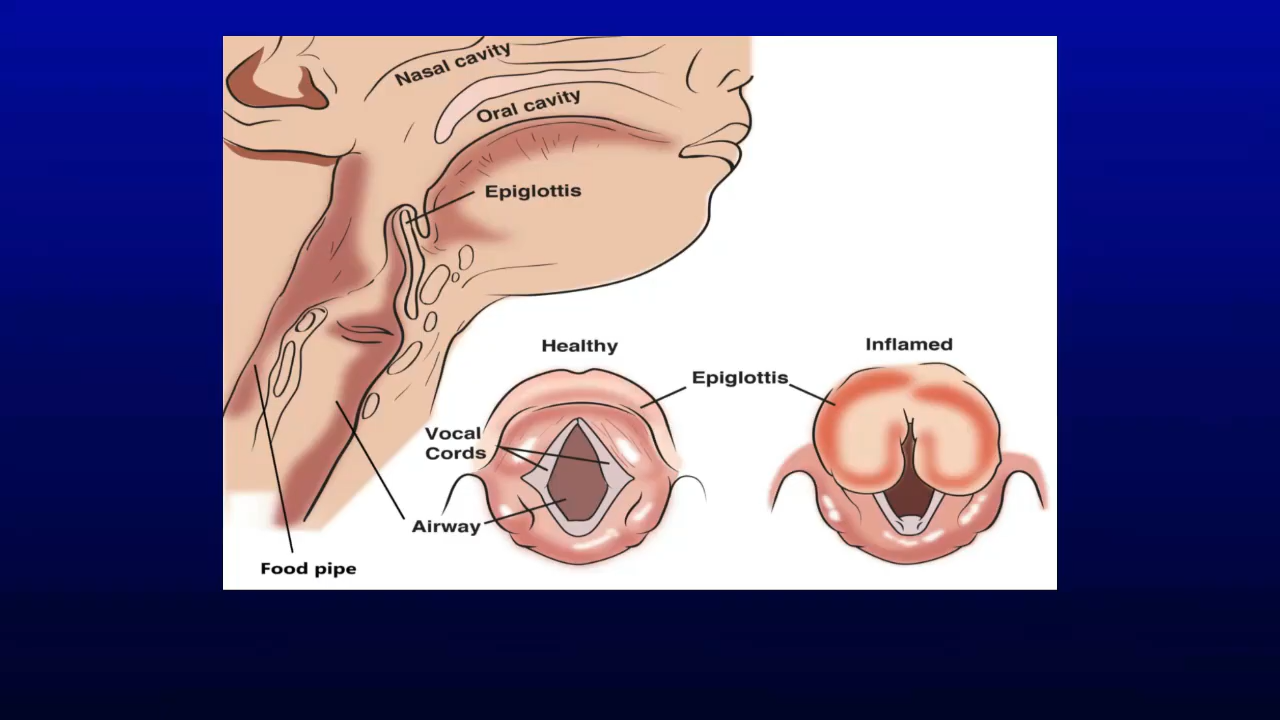 Nasal cavity
Oral cavity
Epiglottis
Healthy
Inflamed
Epiglottis
Vocal
Cords
Airway
Food pipe